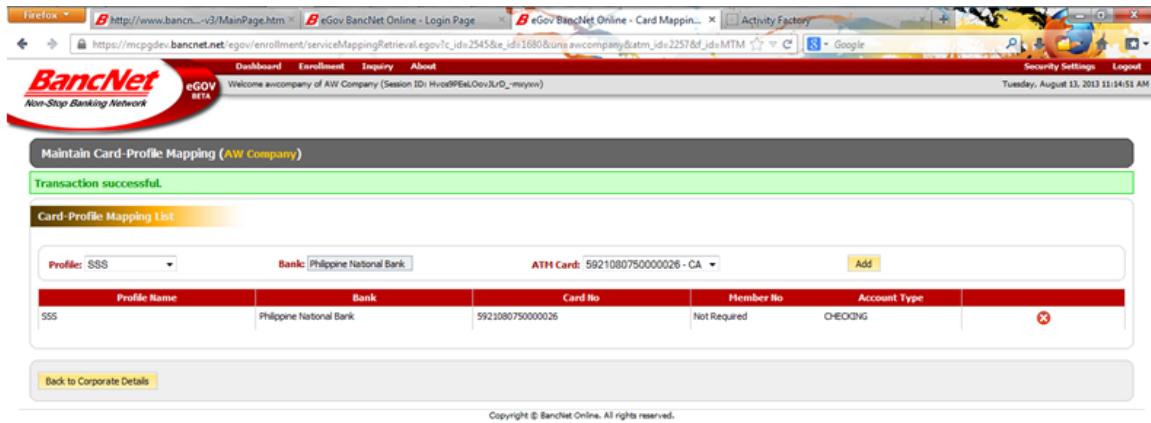 Firefox
http://www.bancn...-v3/MainPage.htm
eGov BancNet Online - Login Page
eGov BancNet Online - Card Mappin...
Activity Factory
https://mcpgdev.bancnet.net/egov/enrollment/serviceMappingRetrieval.egov?c_id=2545&e_id=1680&un=awcompany&atm_id=2257&f_id=MTM
Google
BancNet
Non-Stop Banking Network
eGOV
BETA
Dashboard Enrollment Inquiry About
Security Settings Logout
Welcome awcompany of AW Company (Session ID:
Tuesday, August 13, 2013 11:14:51 AM
Maintain Card-Profile Mapping (AW Company)
Transaction successful.
Card-Profile Mapping List
Profile: SSS Bank: Philippine National Bank ATM Card: 5921080750000026 - CA Add
Profile Name Bank Card No Member No Account Type
SSS Philippine National Bank 5921080750000026 Not Required CHECKING
Back to Corporate Details
Copyright © BancNet Online. All rights reserved.